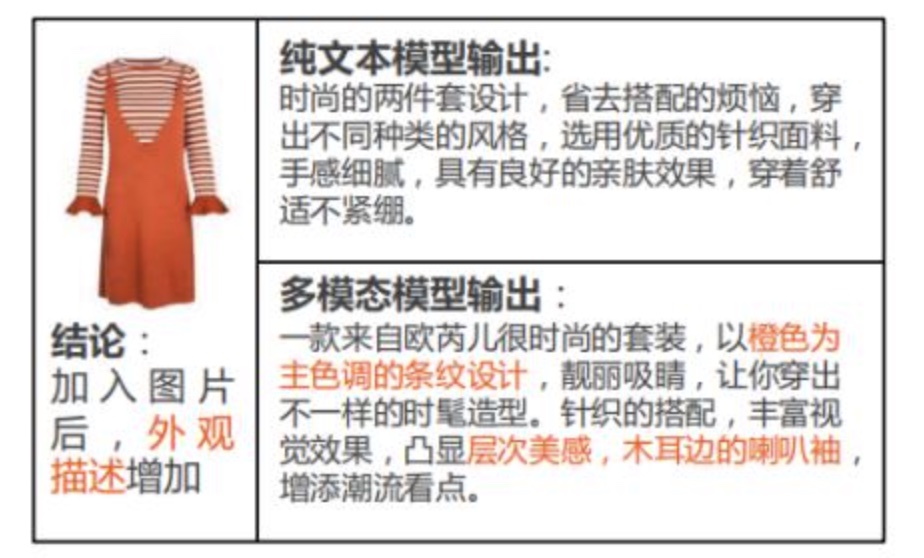 纯文本模型输出:
时尚的两件套设计，省去搭配的烦恼，穿
出不同种类的风格，选用优质的针织面料，
手感细腻，具有良好的亲肤效果，穿着舒
适不紧绷。
结论：
加入图片
后，外观
描述增加
多模态模型输出：
一款来自欧芮儿很时尚的套装，以橙色为
主色调的条纹设计，靓丽吸睛，让你穿出
不一样的时髦造型。针织的搭配，丰富视
觉效果，凸显层次美感，木耳边的喇叭袖，
增添潮流看点。